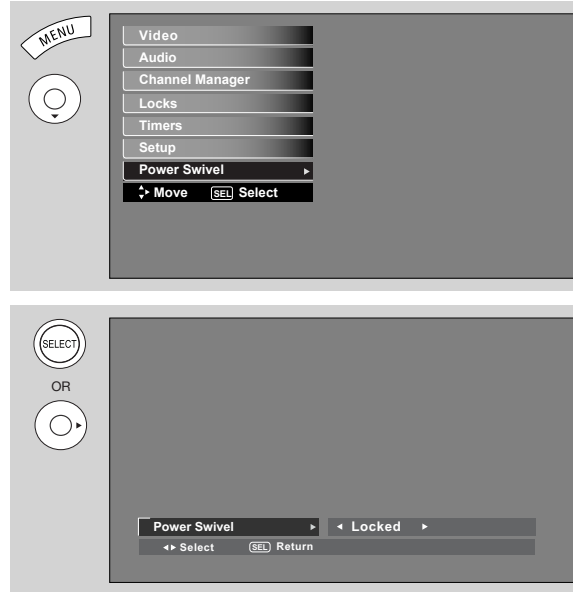 MENU
Video
Audio
Channel Manager
Locks
Timers
Setup
Power Swivel
Move SEL Select
SELECT
OR
Power Swivel Locked
Select SEL Return